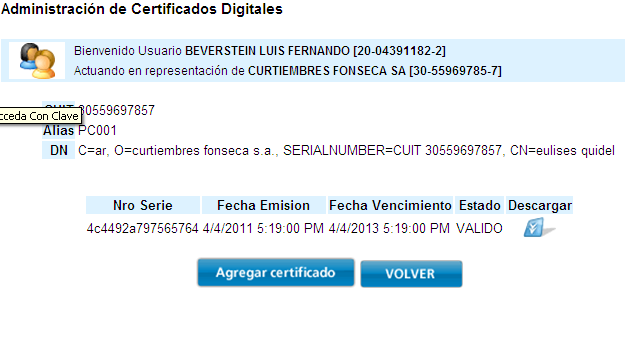 Administración de Certificados Digitales
Bienvenido Usuario BEVERSTEIN LUIS FERNANDO [20-04391182-2]
Actuando en representación de CURTIEMBRES FONSECA SA [30-55969785-7]
CUIT 30559697857
cceda Con Clave
Alias PC001
DN C=ar, O=curtiembres fonseca s.a., SERIALNUMBER=CUIT 30559697857, CN=eulises quidel
Nro Serie Fecha Emision Fecha Vencimiento Estado Descargar
4c4492a797565764 4/4/2011 5:19:00 PM 4/4/2013 5:19:00 PM VALIDO
Agregar certificado VOLVER